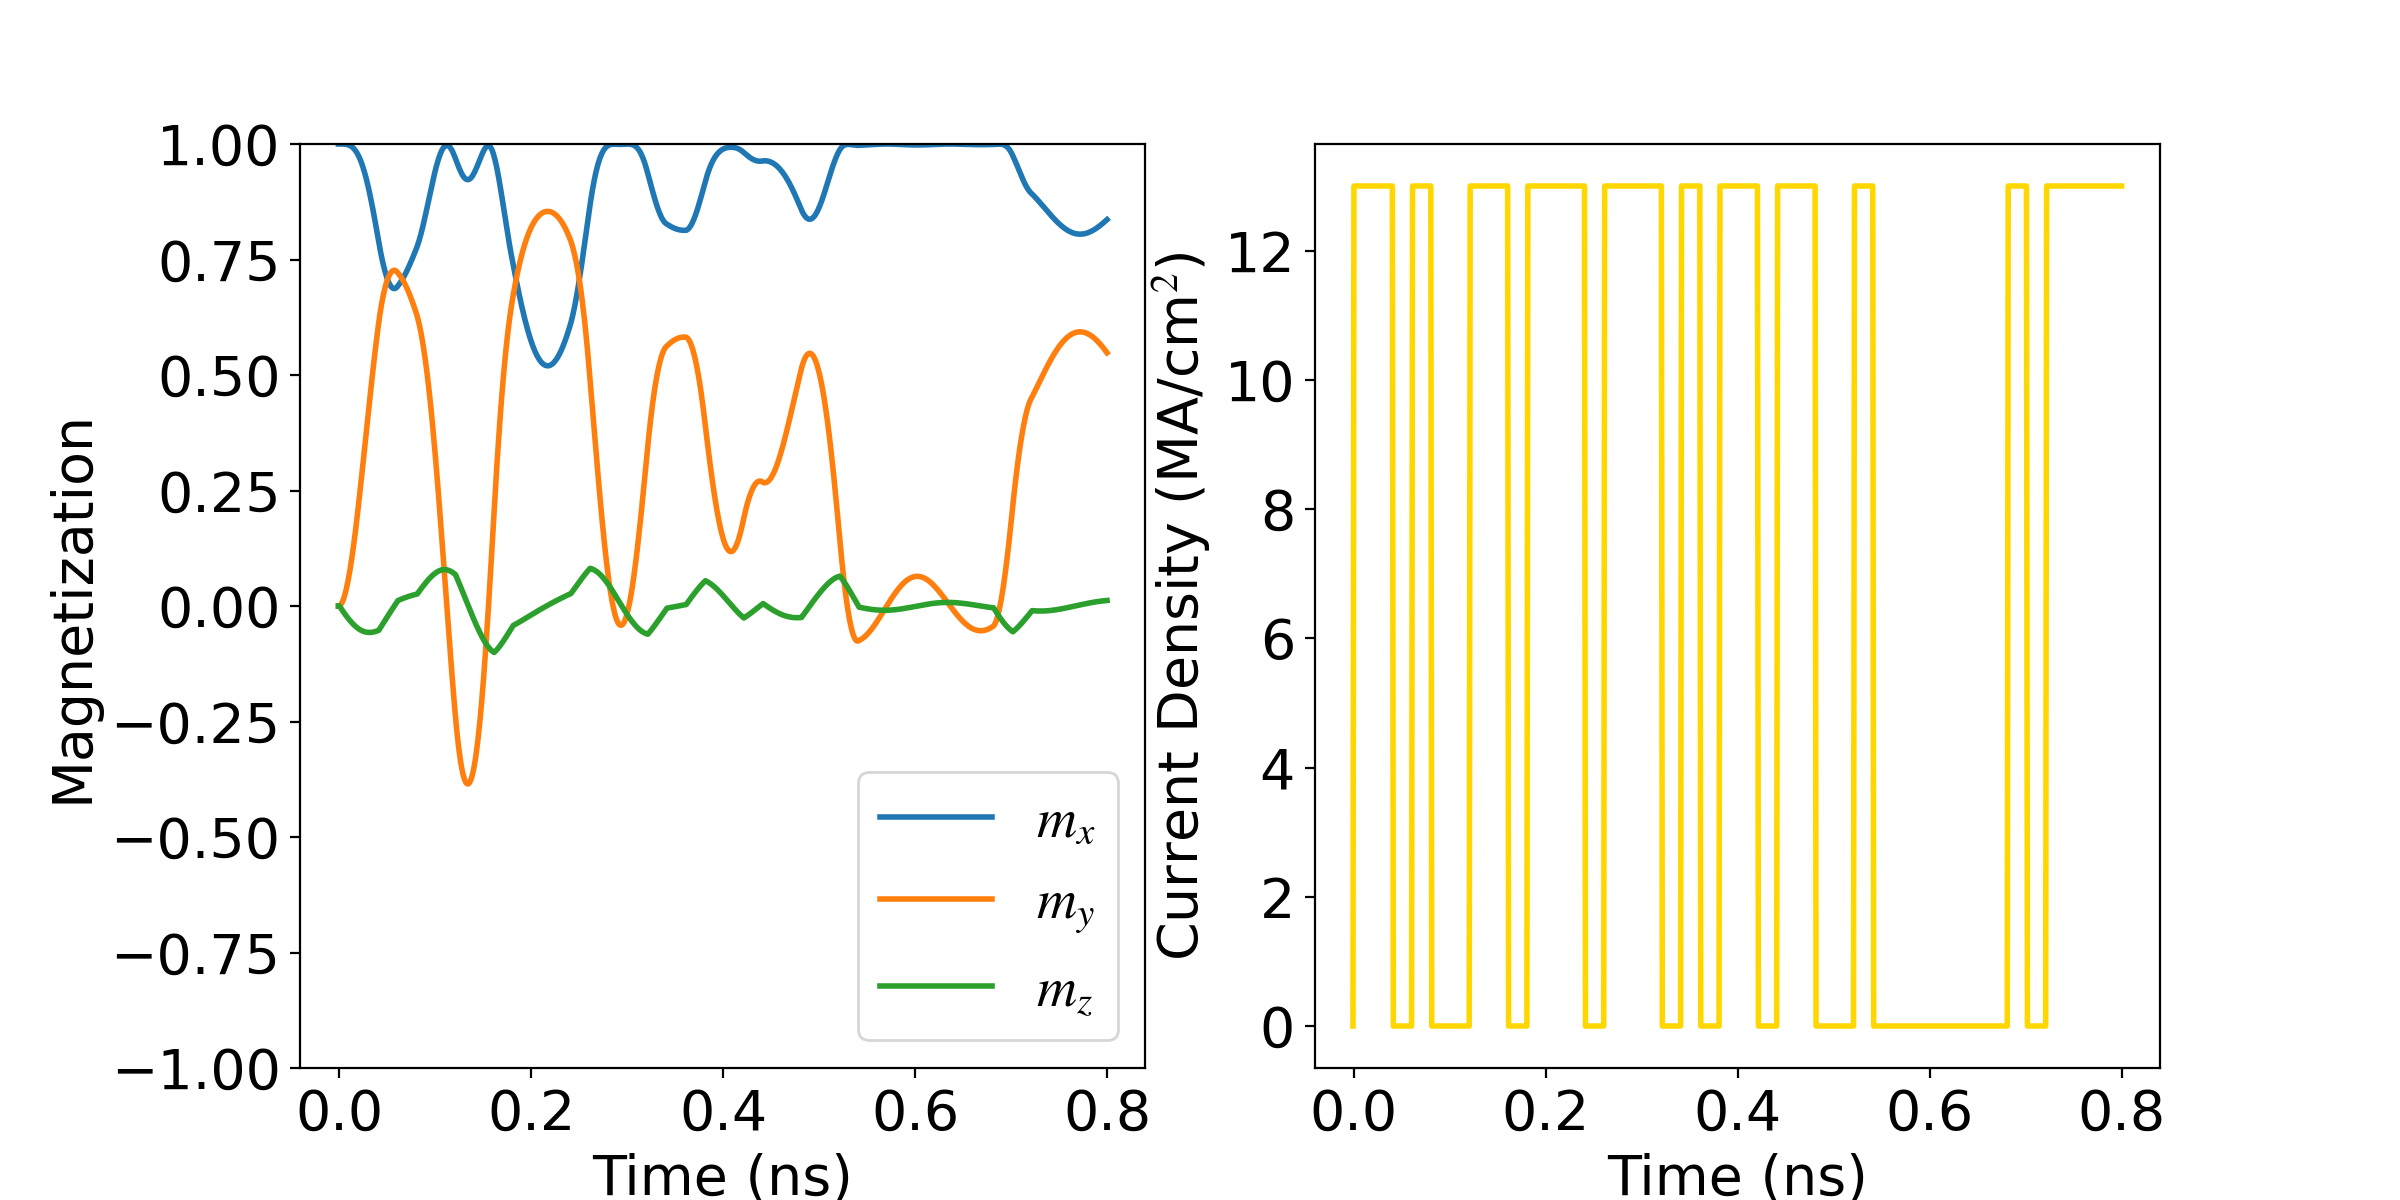 Magnetization
1.00
0.75
0.50
0.25
0.00
−0.25
−0.50
−0.75
−1.00
0.0 0.2 0.4 0.6 0.8
Time (ns)
m_x
m_y
m_z
Current Density (MA/cm²)
12
10
8
6
4
2
0
0.0 0.2 0.4 0.6 0.8
Time (ns)